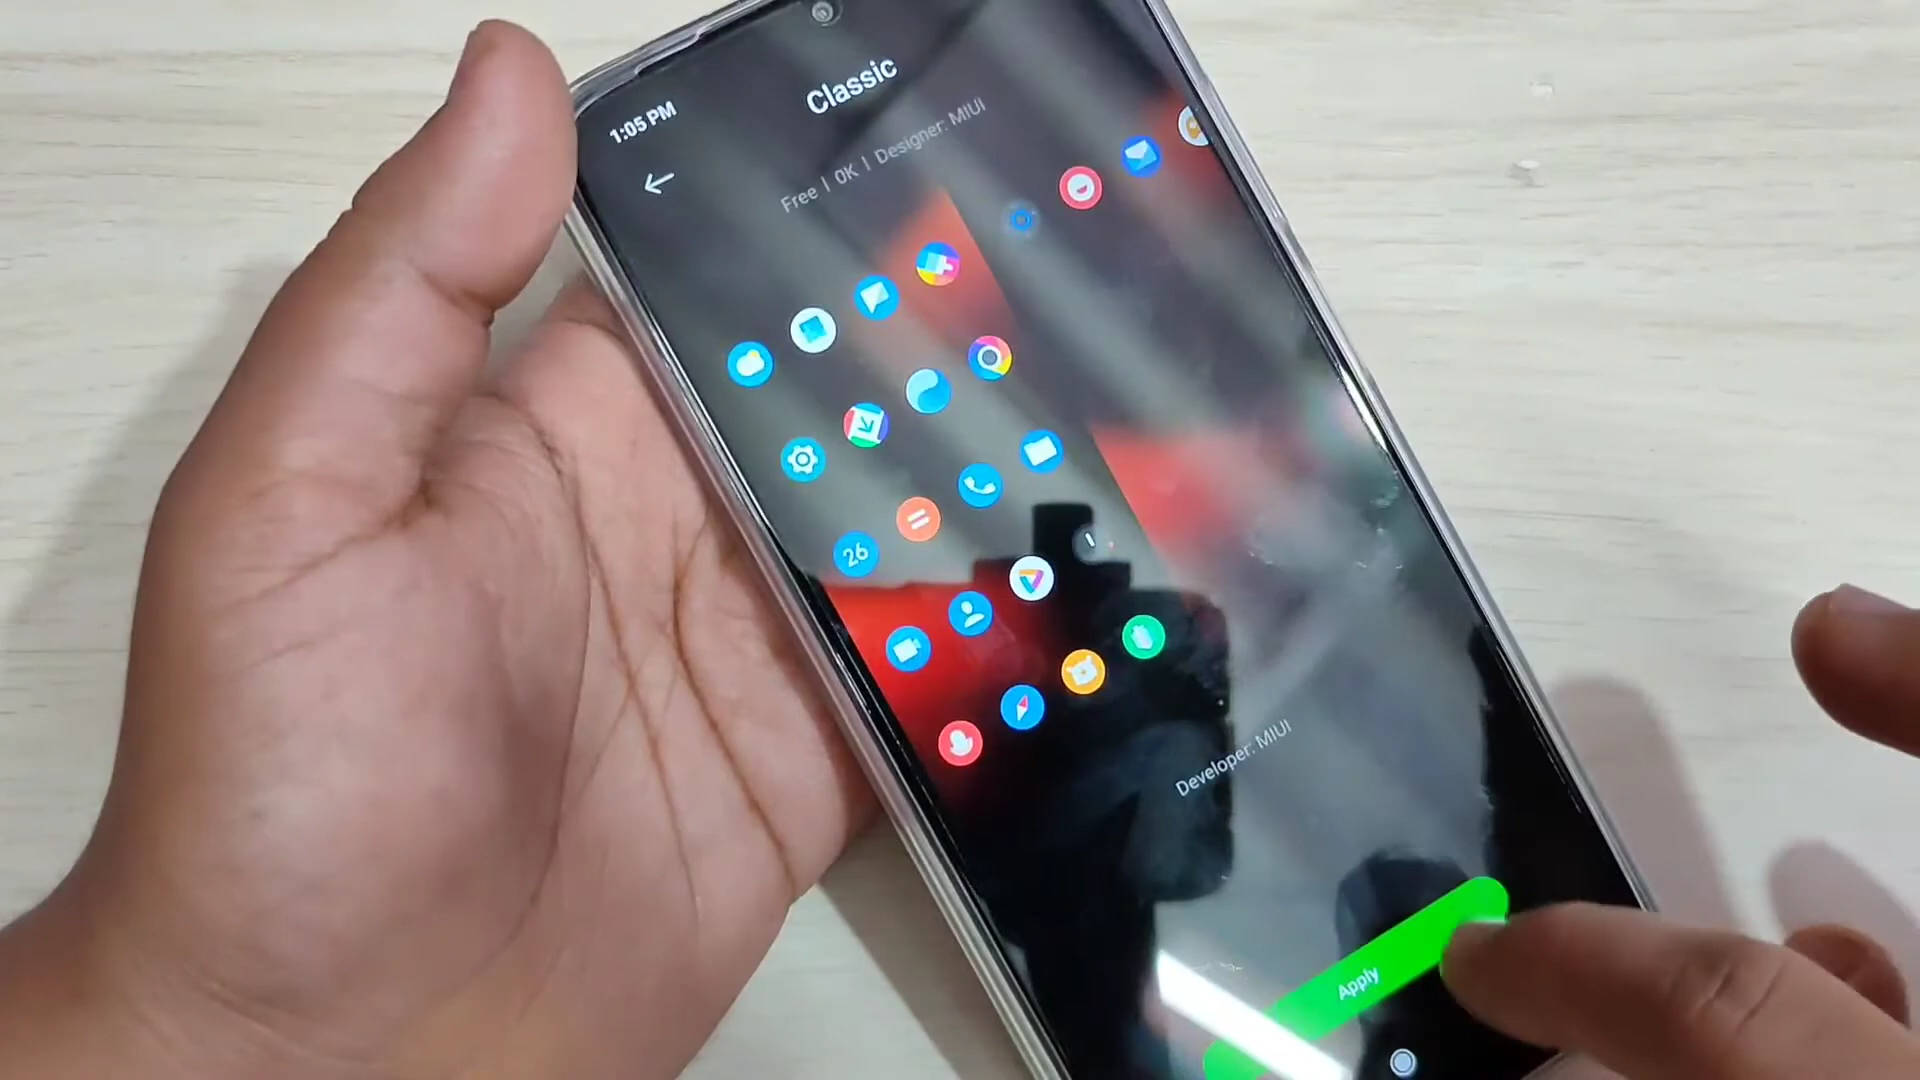 1:05 PM
Classic
Free | 0K | Designer: MIUI
26
Developer: MIUI
Apply